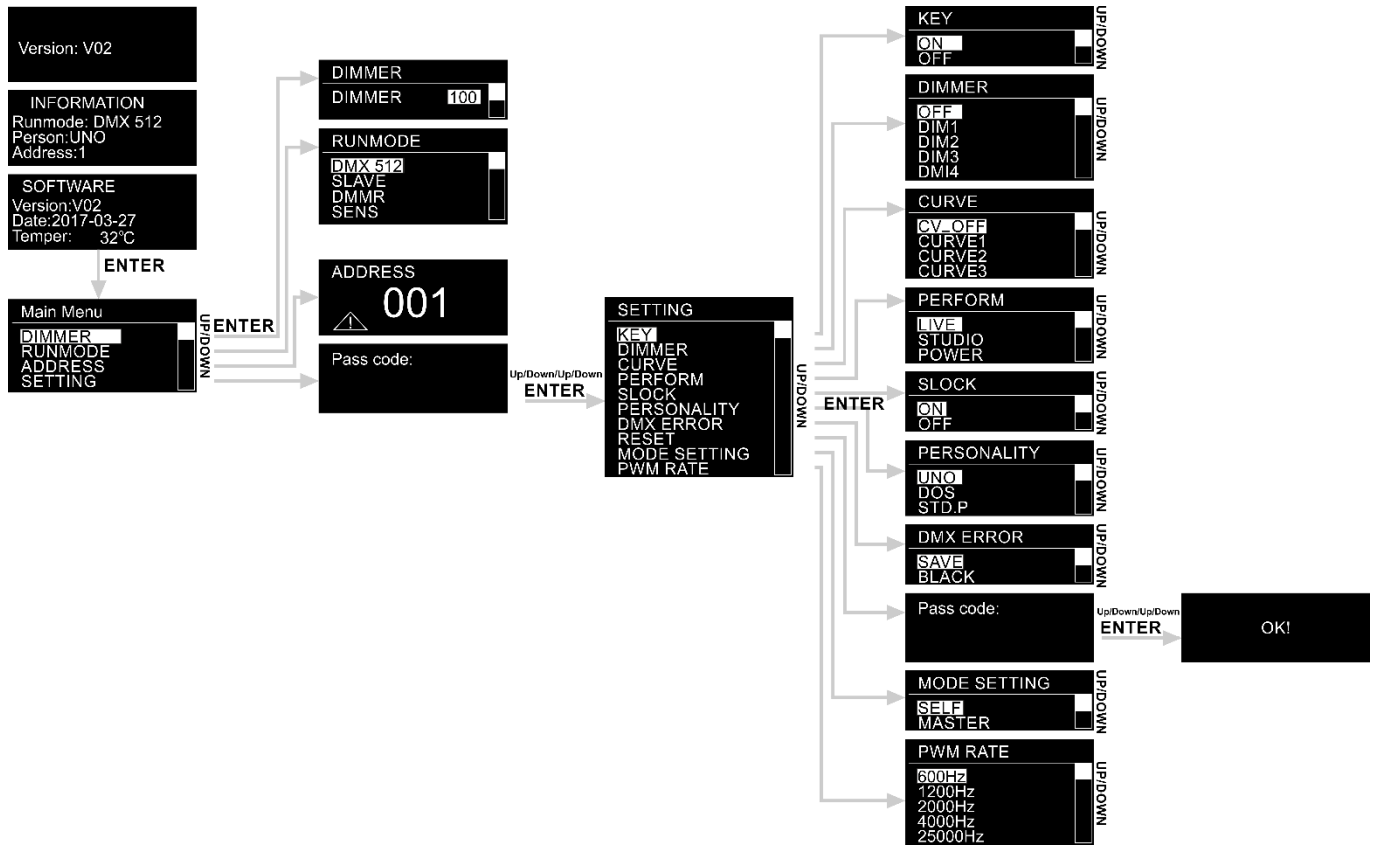 Version: V02
INFORMATION
Runmode: DMX 512
Person:UNO
Address:1
SOFTWARE
Version:V02
Date:2017-03-27
Temper: 32℃
ENTER
Main Menu
DIMMER
RUNMODE
ADDRESS
SETTING
UP/DOWN
ENTER
DIMMER
DIMMER 100
RUNMODE
DMX 512
SLAVE
DMMR
SENS
ADDRESS
001
Pass code:
Up/Down/Up/Down
ENTER
SETTING
KEY
DIMMER
CURVE
PERFORM
SLOCK
PERSONALITY
DMX ERROR
RESET
MODE SETTING
PWM RATE
UP/DOWN
ENTER
KEY
ON
OFF
UP/DOWN
DIMMER
OFF
DIM1
DIM2
DIM3
DMI4
UP/DOWN
CURVE
CV_OFF
CURVE1
CURVE2
CURVE3
UP/DOWN
PERFORM
LIVE
STUDIO
POWER
UP/DOWN
SLOCK
ON
OFF
UP/DOWN
PERSONALITY
UNO
DOS
STD.P
UP/DOWN
DMX ERROR
SAVE
BLACK
UP/DOWN
Pass code:
Up/Down/Up/Down
ENTER
OK!
MODE SETTING
SELF
MASTER
UP/DOWN
PWM RATE
600Hz
1200Hz
2000Hz
4000Hz
25000Hz
UP/DOWN